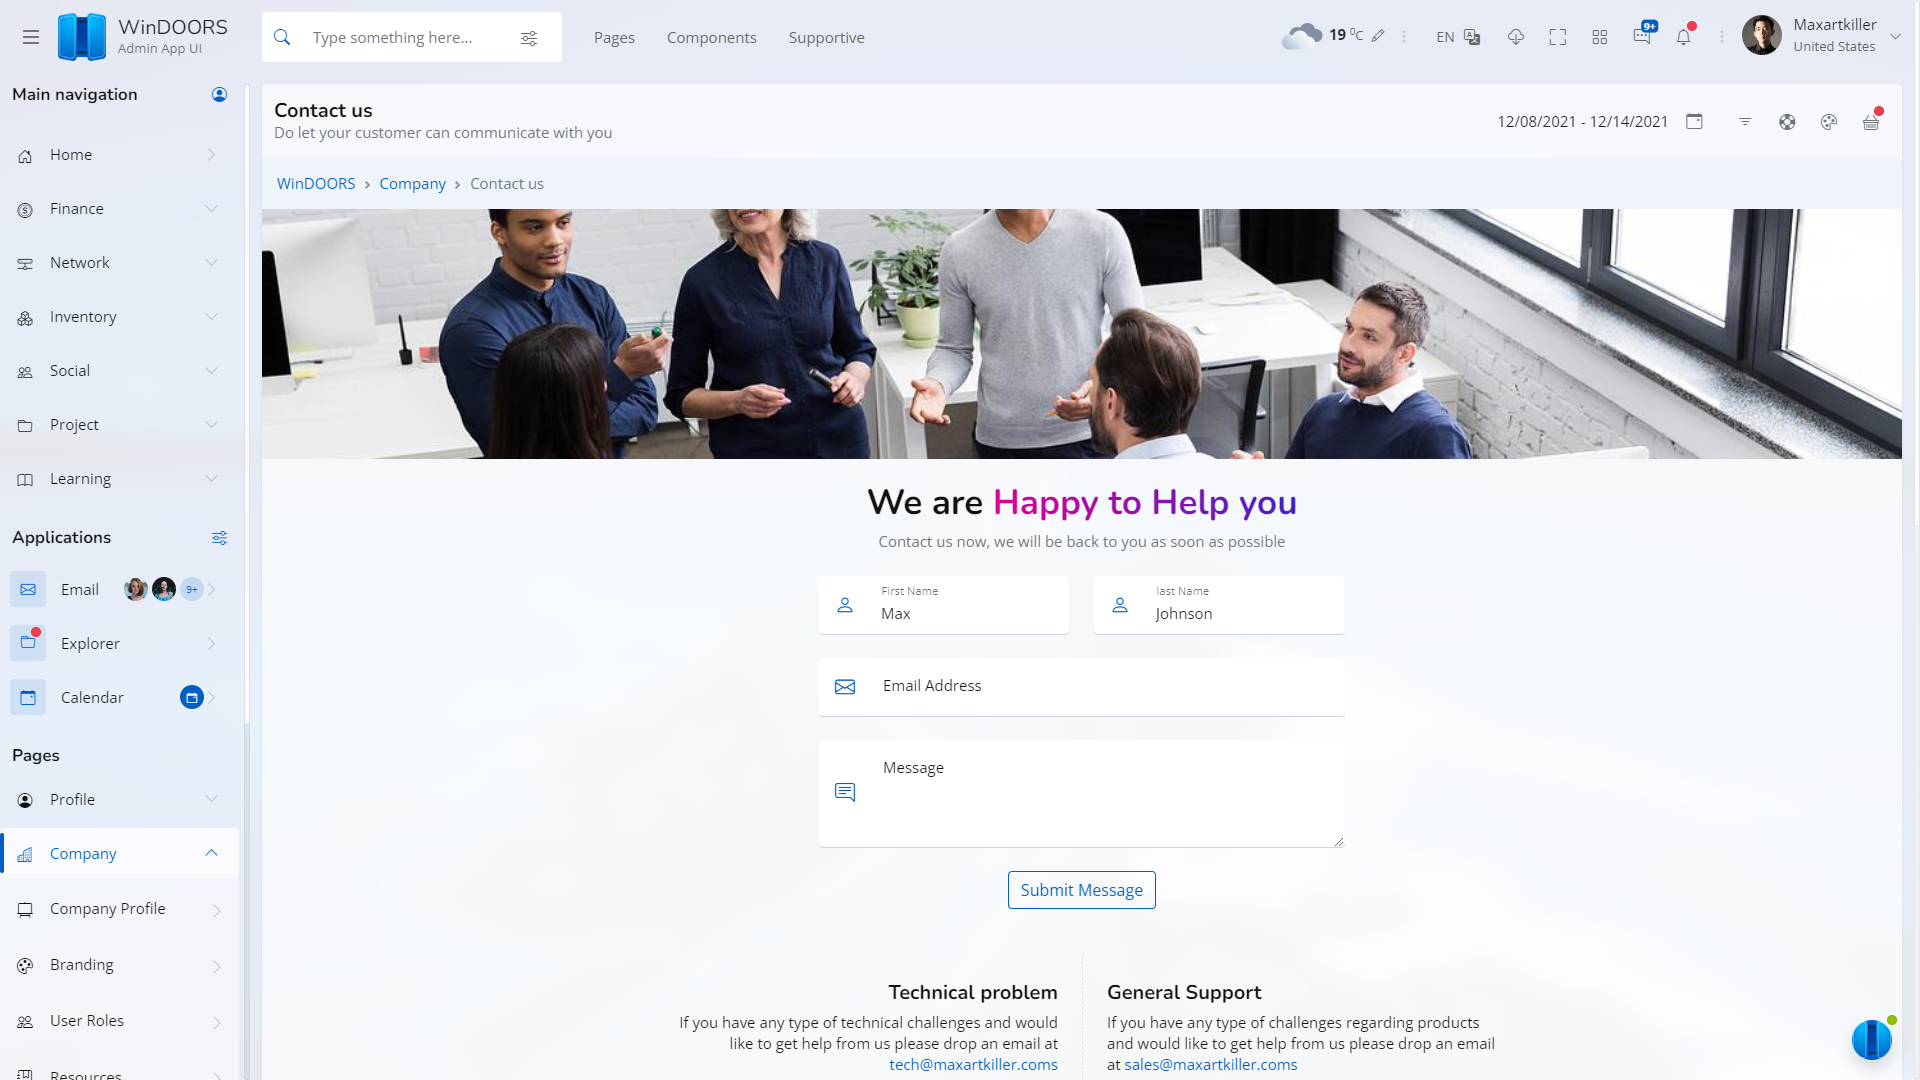 WinDOORS
Admin App UI
Type something here...
Pages
Components
Supportive
19 °C
EN
9+
Maxartkiller
United States
Main navigation
Home
Finance
Network
Inventory
Social
Project
Learning
Applications
Email
9+
Explorer
Calendar
Pages
Profile
Company
Company Profile
Branding
User Roles
Resources
Contact us
Do let your customer can communicate with you
12/08/2021 - 12/14/2021
WinDOORS › Company › Contact us
We are Happy to Help you
Contact us now, we will be back to you as soon as possible
First Name
Max
last Name
Johnson
Email Address
Message
Submit Message
Technical problem
If you have any type of technical challenges and would
like to get help from us please drop an email at
tech@maxartkiller.coms
General Support
If you have any type of challenges regarding products
and would like to get help from us please drop an email
at sales@maxartkiller.coms